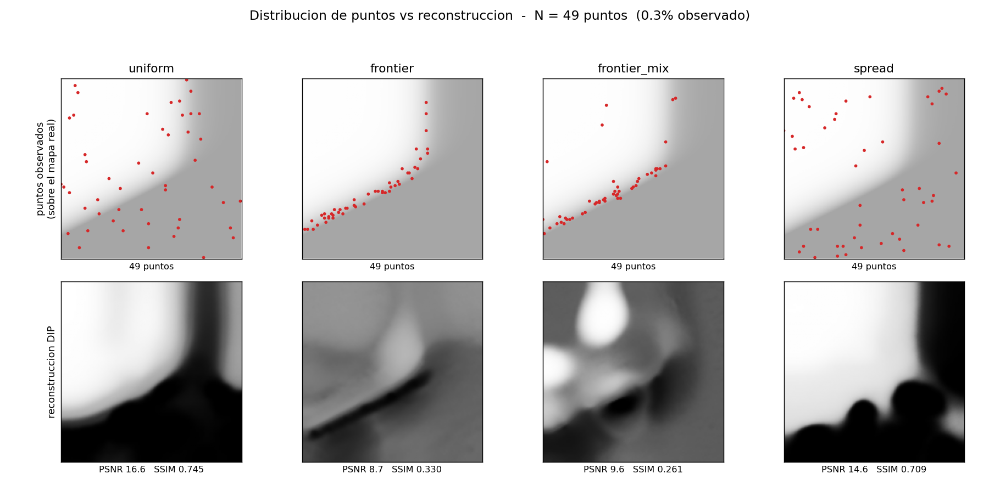 Distribucion de puntos vs reconstruccion - N = 49 puntos (0.3% observado)
uniform
frontier
frontier_mix
spread
puntos observados
(sobre el mapa real)
49 puntos
49 puntos
49 puntos
49 puntos
reconstruccion DIP
PSNR 16.6 SSIM 0.745
PSNR 8.7 SSIM 0.330
PSNR 9.6 SSIM 0.261
PSNR 14.6 SSIM 0.709